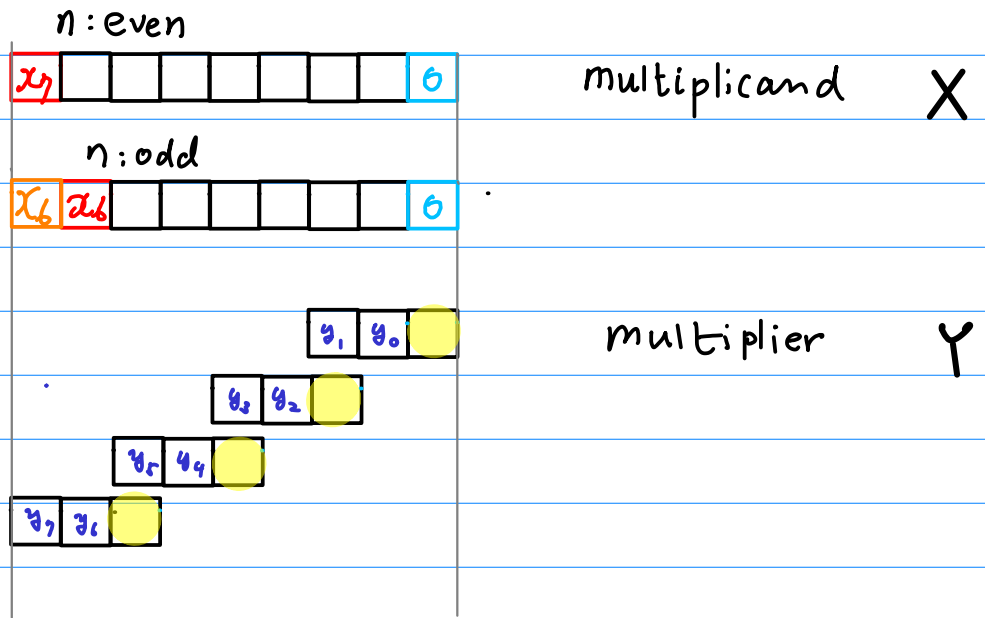 n : even
x₇ 0 multiplicand X
n : odd
x₆ x₆ 0
y₁ y₀ multiplier Y
y₃ y₂
y₅ y₄
y₇ y₆